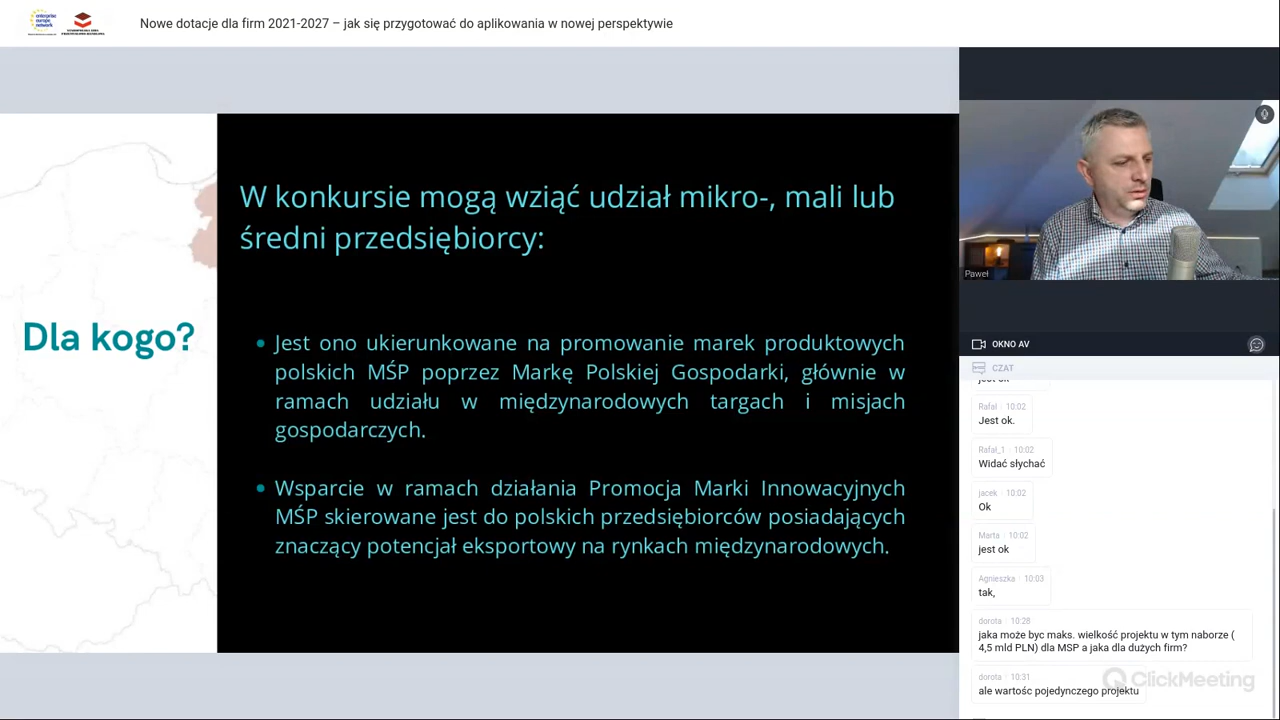 enterprise
europe
network
Nowe dotacje dla firm 2021-2027 – jak się przygotować do aplikowania w nowej perspektywie
Dla kogo?
W konkursie mogą wziąć udział mikro-, mali lub
średni przedsiębiorcy:
Jest ono ukierunkowane na promowanie marek produktowych
polskich MŚP poprzez Markę Polskiej Gospodarki, głównie w
ramach udziału w międzynarodowych targach i misjach
gospodarczych.
Wsparcie w ramach działania Promocja Marki Innowacyjnych
MŚP skierowane jest do polskich przedsiębiorców posiadających
znaczący potencjał eksportowy na rynkach międzynarodowych.
Paweł
OKNO AV
CZAT
jest ok
Rafał 10:02
Jest ok.
Rafał_1 10:02
Widać słychać
jacek 10:02
Ok
Marta 10:02
jest ok
Agnieszka 10:03
tak,
dorota 10:28
jaka może byc maks. wielkość projektu w tym naborze (
4,5 mld PLN) dla MSP a jaka dla dużych firm?
dorota 10:31
ale wartośc pojedynczego projektu
ClickMeeting